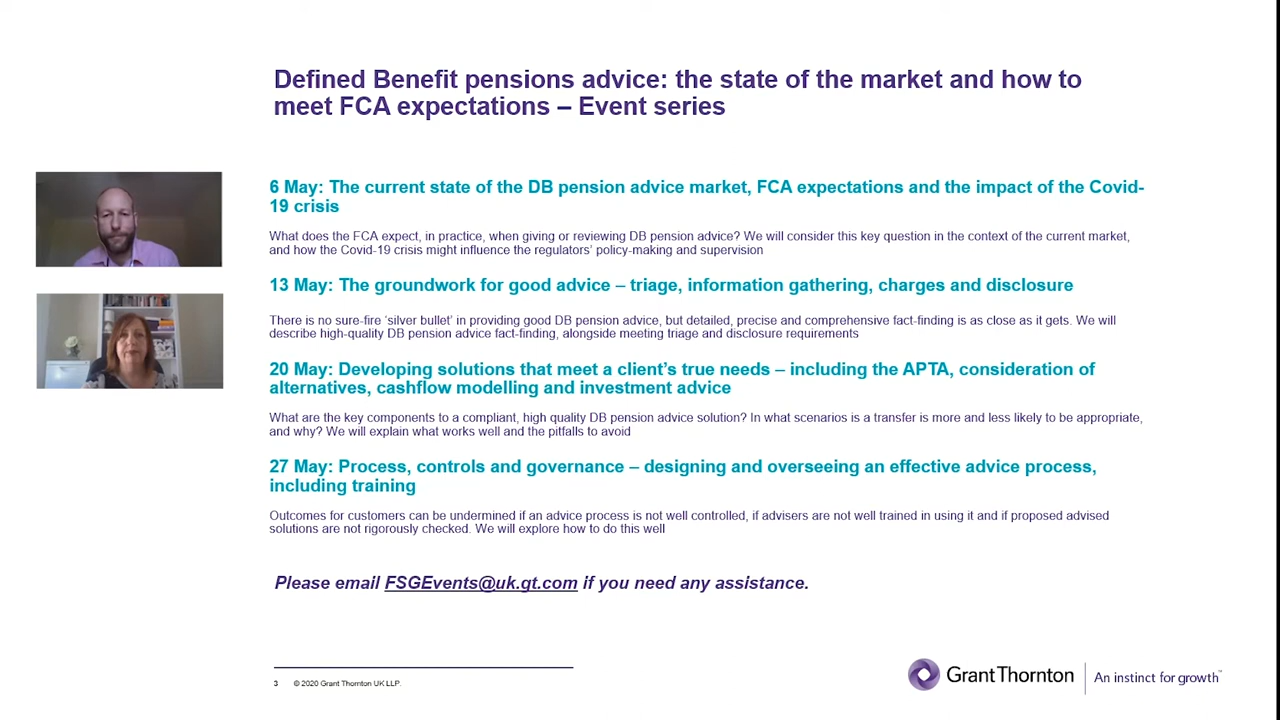 Defined Benefit pensions advice: the state of the market and how to
meet FCA expectations – Event series
6 May: The current state of the DB pension advice market, FCA expectations and the impact of the Covid-
19 crisis
What does the FCA expect, in practice, when giving or reviewing DB pension advice? We will consider this key question in the context of the current market,
and how the Covid-19 crisis might influence the regulators’ policy-making and supervision
13 May: The groundwork for good advice – triage, information gathering, charges and disclosure
There is no sure-fire ‘silver bullet’ in providing good DB pension advice, but detailed, precise and comprehensive fact-finding is as close as it gets. We will
describe high-quality DB pension advice fact-finding, alongside meeting triage and disclosure requirements
20 May: Developing solutions that meet a client’s true needs – including the APTA, consideration of
alternatives, cashflow modelling and investment advice
What are the key components to a compliant, high quality DB pension advice solution? In what scenarios is a transfer is more and less likely to be appropriate,
and why? We will explain what works well and the pitfalls to avoid
27 May: Process, controls and governance – designing and overseeing an effective advice process,
including training
Outcomes for customers can be undermined if an advice process is not well controlled, if advisers are not well trained in using it and if proposed advised
solutions are not rigorously checked. We will explore how to do this well
Please email FSGEvents@uk.gt.com if you need any assistance.
3 © 2020 Grant Thornton UK LLP.
Grant Thornton An instinct for growth™